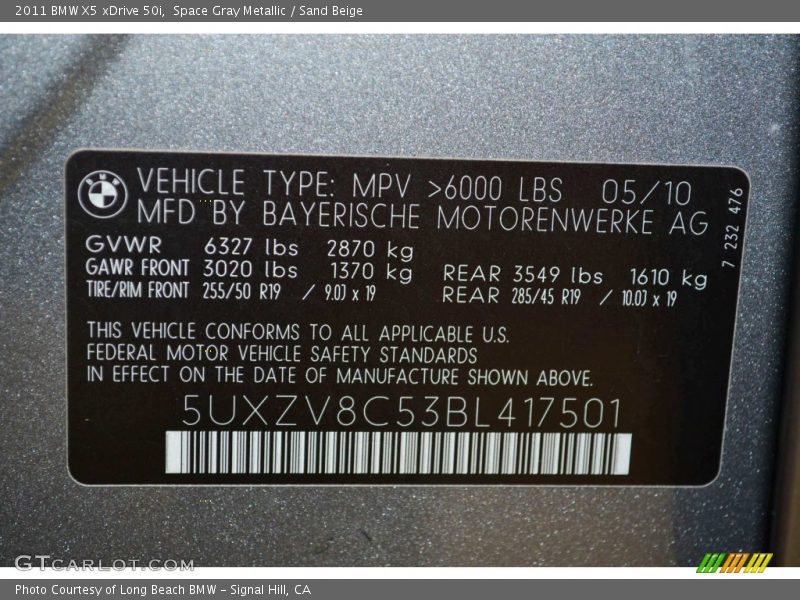 2011 BMW X5 xDrive 50i, Space Gray Metallic / Sand Beige
VEHICLE TYPE: MPV >6000 LBS 05/10
MFD BY BAYERISCHE MOTORENWERKE AG
7 232 476
GVWR 6327 lbs 2870 kg
GAWR FRONT 3020 lbs 1370 kg REAR 3549 lbs 1610 kg
TIRE/RIM FRONT 255/50 R19 / 9.0J x 19 REAR 285/45 R19 / 10.0J x 19
THIS VEHICLE CONFORMS TO ALL APPLICABLE U.S.
FEDERAL MOTOR VEHICLE SAFETY STANDARDS
IN EFFECT ON THE DATE OF MANUFACTURE SHOWN ABOVE.
5UXZV8C53BL417501
GTCARLOT.COM
Photo Courtesy of Long Beach BMW - Signal Hill, CA